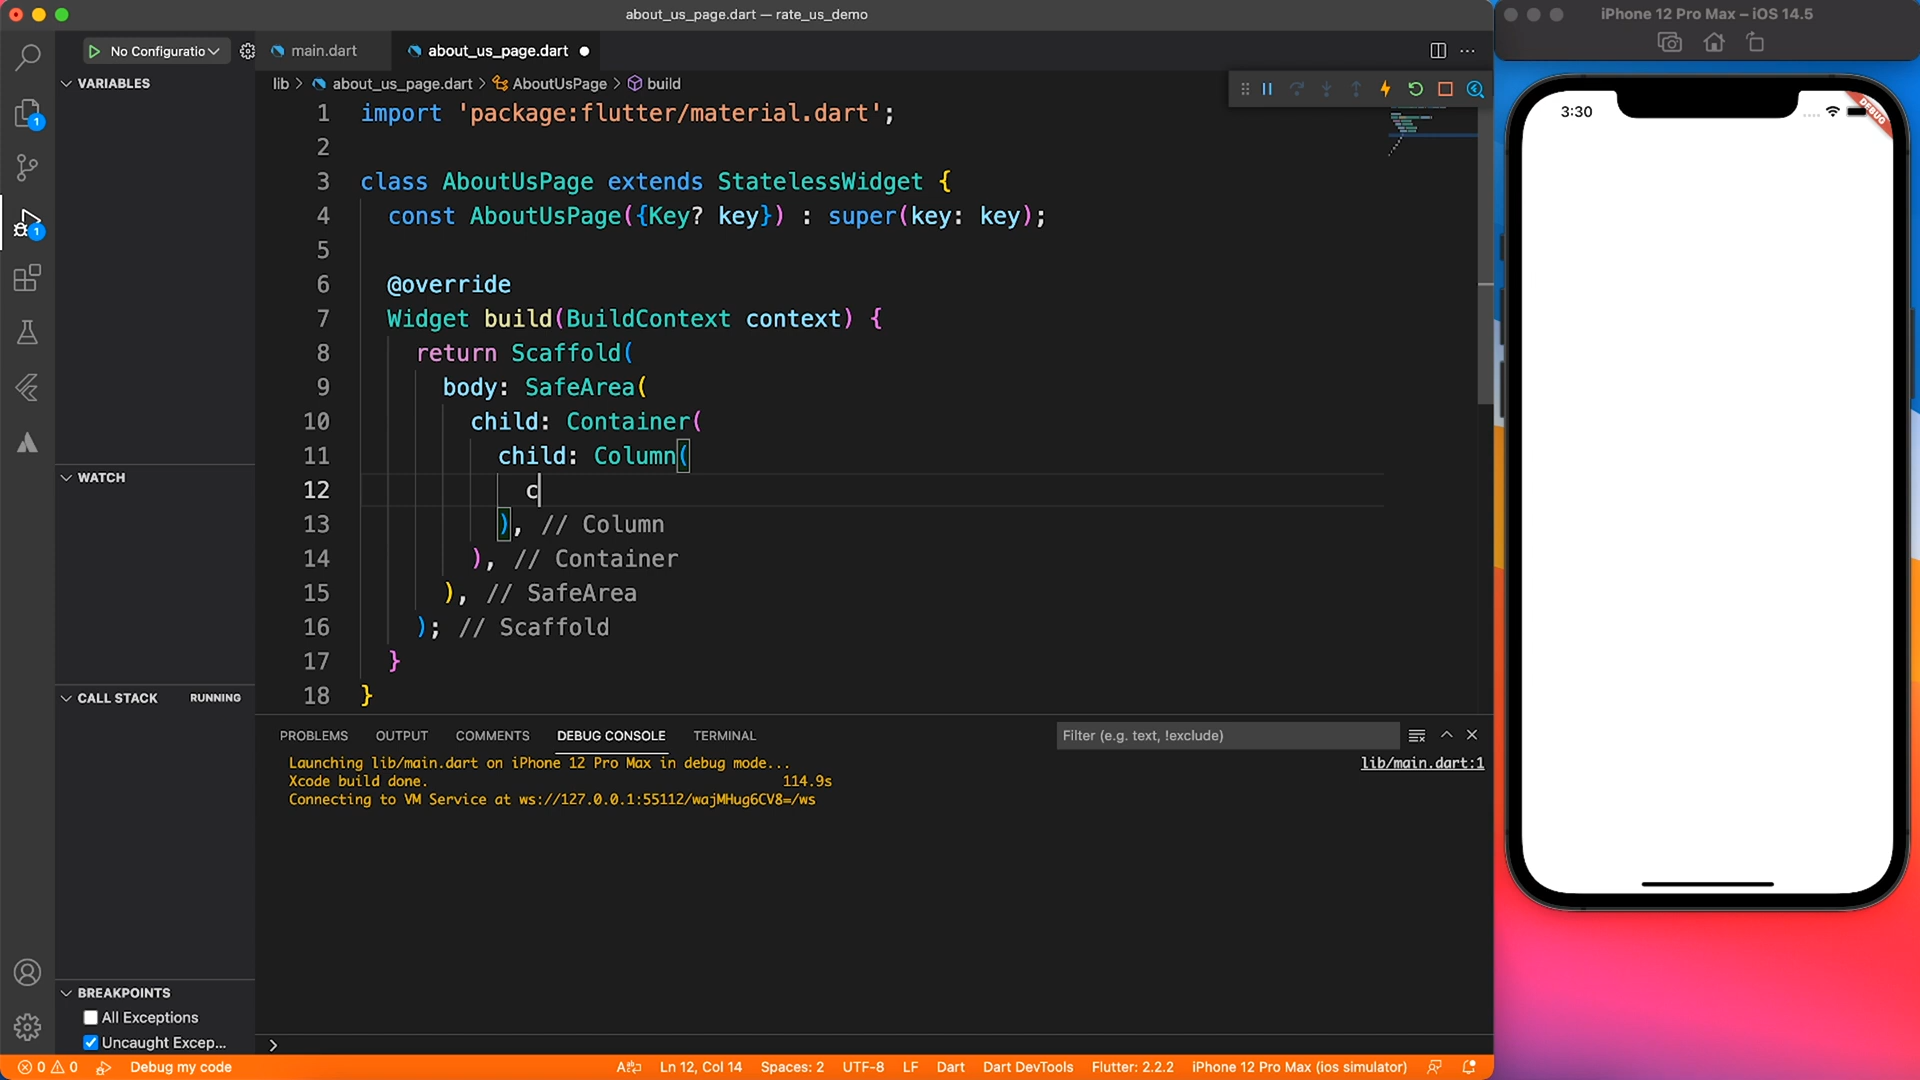 about_us_page.dart — rate_us_demo
iPhone 12 Pro Max – iOS 14.5
No Configuratio
main.dart
about_us_page.dart
VARIABLES
lib > about_us_page.dart > AboutUsPage > build
3:30
DEBUG
1 import 'package:flutter/material.dart';
2
3 class AboutUsPage extends StatelessWidget {
4 const AboutUsPage({Key? key}) : super(key: key);
5
6 @override
7 Widget build(BuildContext context) {
8 return Scaffold(
9 body: SafeArea(
10 child: Container(
11 child: Column(
12 c
13 ), // Column
14 ), // Container
15 ), // SafeArea
16 ); // Scaffold
17 }
18 }
1
1
WATCH
CALL STACK RUNNING
PROBLEMS OUTPUT COMMENTS DEBUG CONSOLE TERMINAL
Filter (e.g. text, !exclude)
Launching lib/main.dart on iPhone 12 Pro Max in debug mode...
lib/main.dart:1
Xcode build done. 114.9s
Connecting to VM Service at ws://127.0.0.1:55112/wajMHug6CV8=/ws
BREAKPOINTS
All Exceptions
Uncaught Excep...
>
0 0 Debug my code
Ln 12, Col 14 Spaces: 2 UTF-8 LF Dart Dart DevTools Flutter: 2.2.2 iPhone 12 Pro Max (ios simulator)